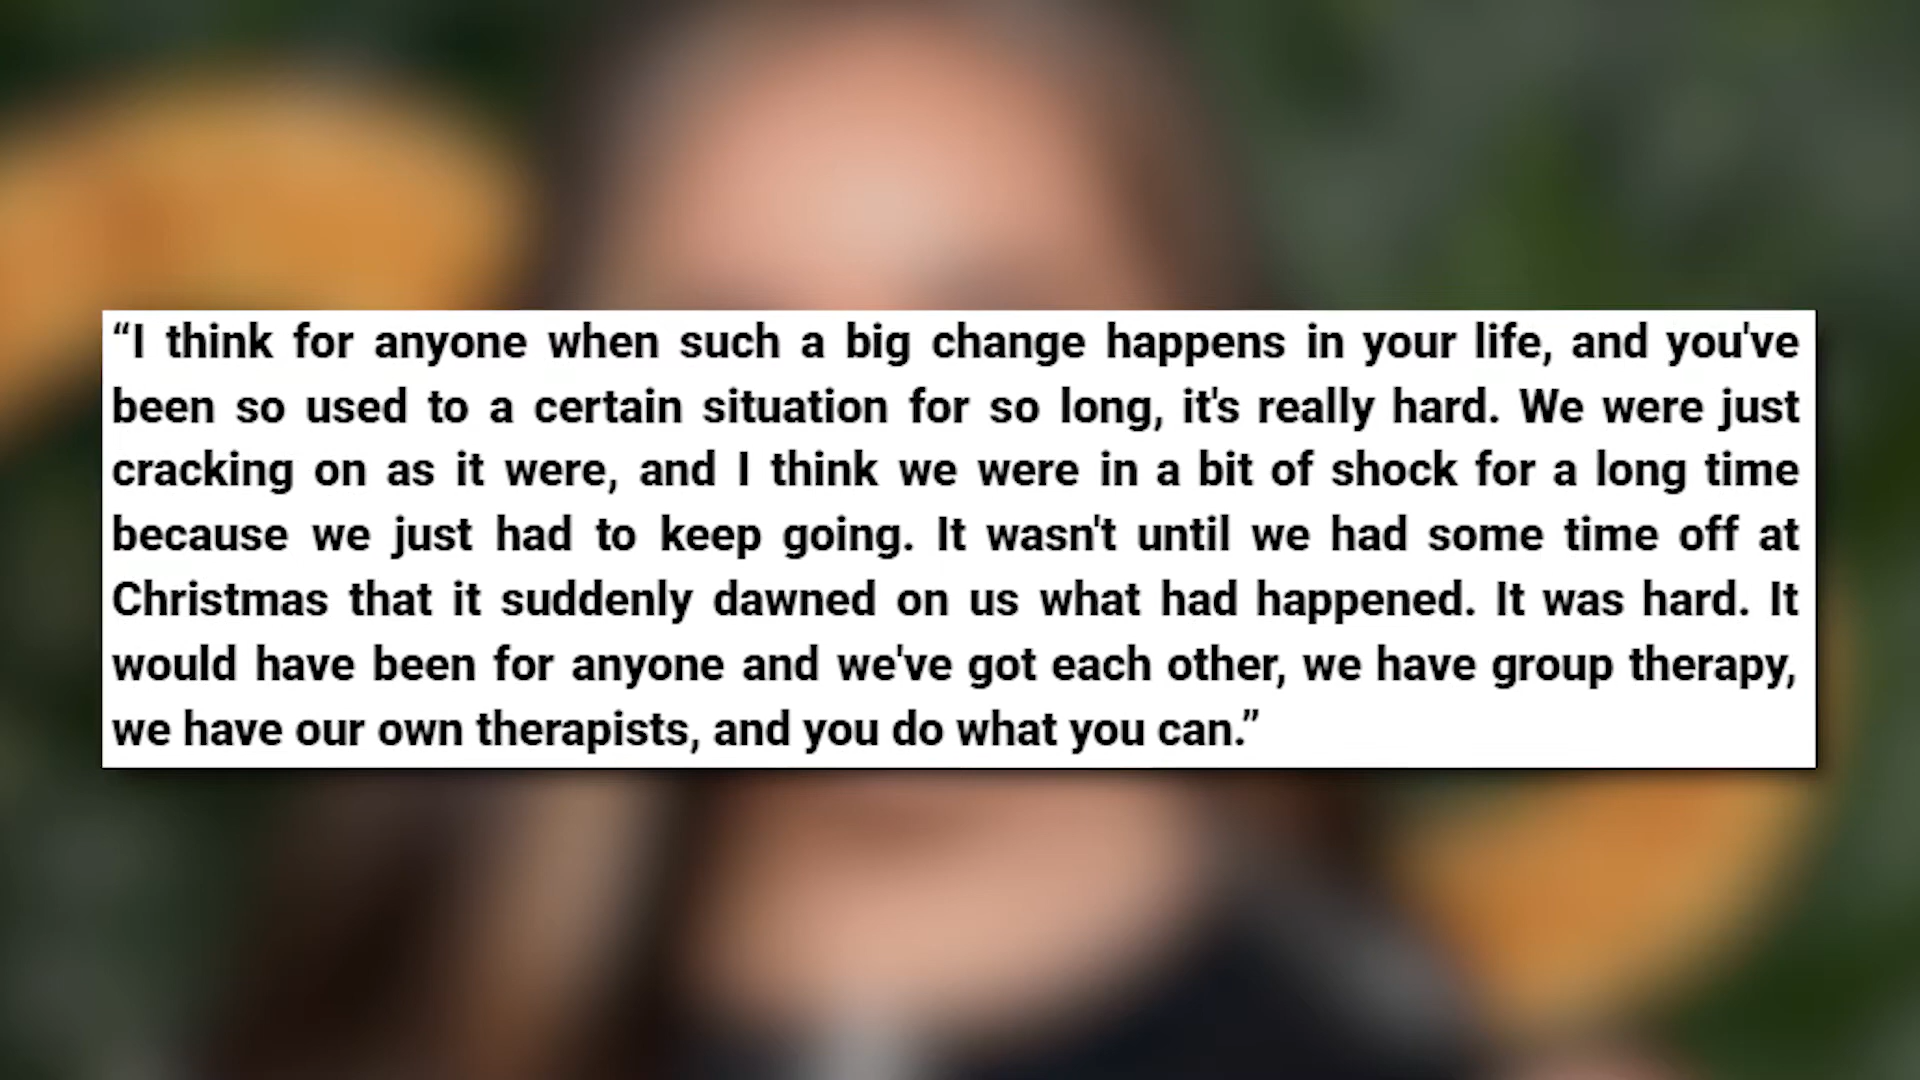 “I think for anyone when such a big change happens in your life, and you've
been so used to a certain situation for so long, it's really hard. We were just
cracking on as it were, and I think we were in a bit of shock for a long time
because we just had to keep going. It wasn't until we had some time off at
Christmas that it suddenly dawned on us what had happened. It was hard. It
would have been for anyone and we've got each other, we have group therapy,
we have our own therapists, and you do what you can.”